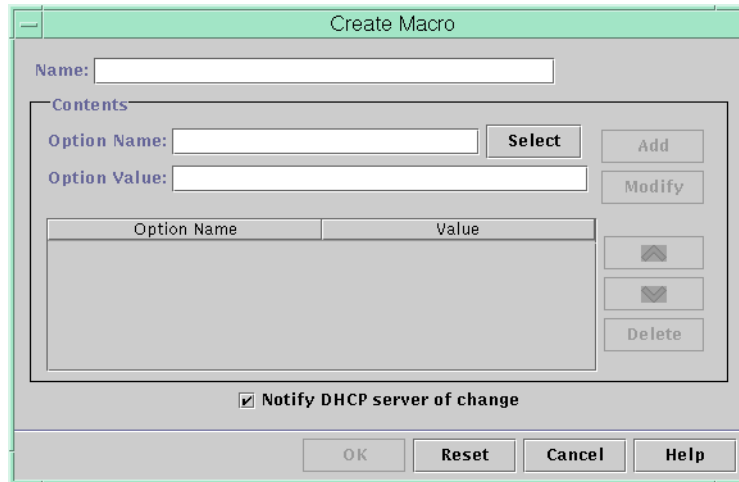 Create Macro
Name:
Contents
Option Name: Select Add
Option Value: Modify
Option Name Value
Delete
Notify DHCP server of change
OK Reset Cancel Help